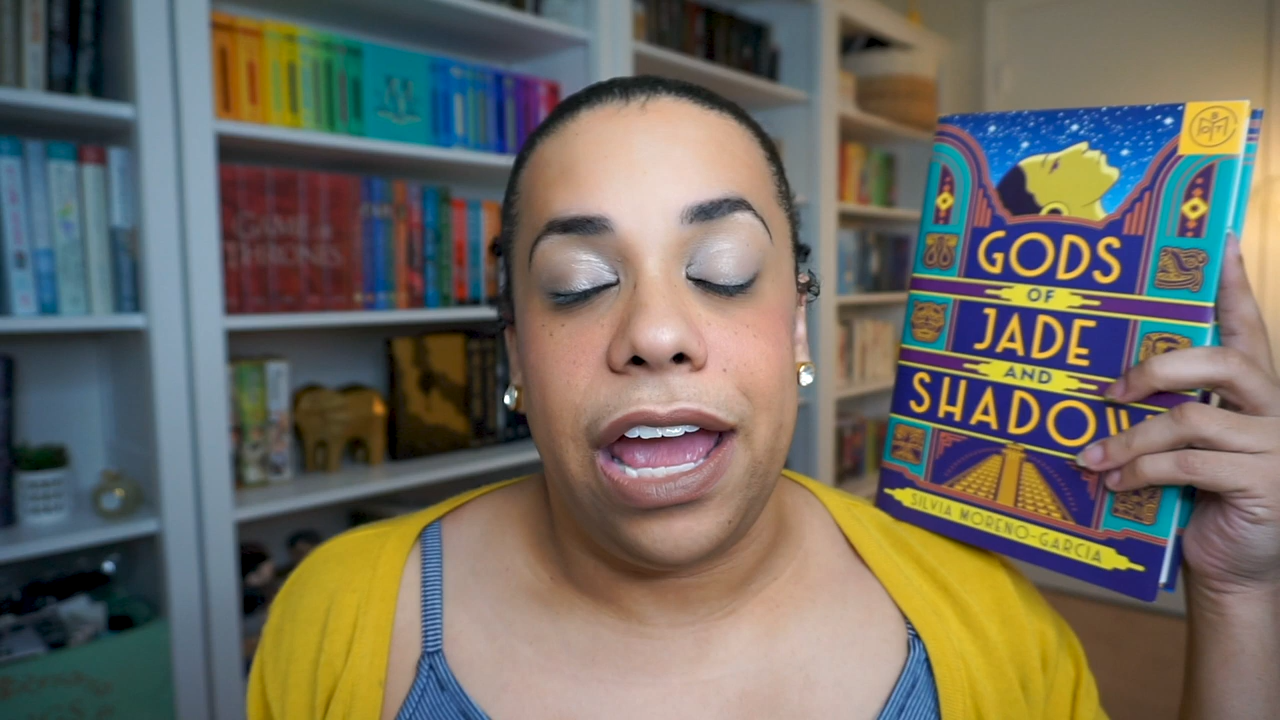 GAME OF
THRONES
GODS
OF
JADE
AND
SHADOW
SILVIA MORENO-GARCIA